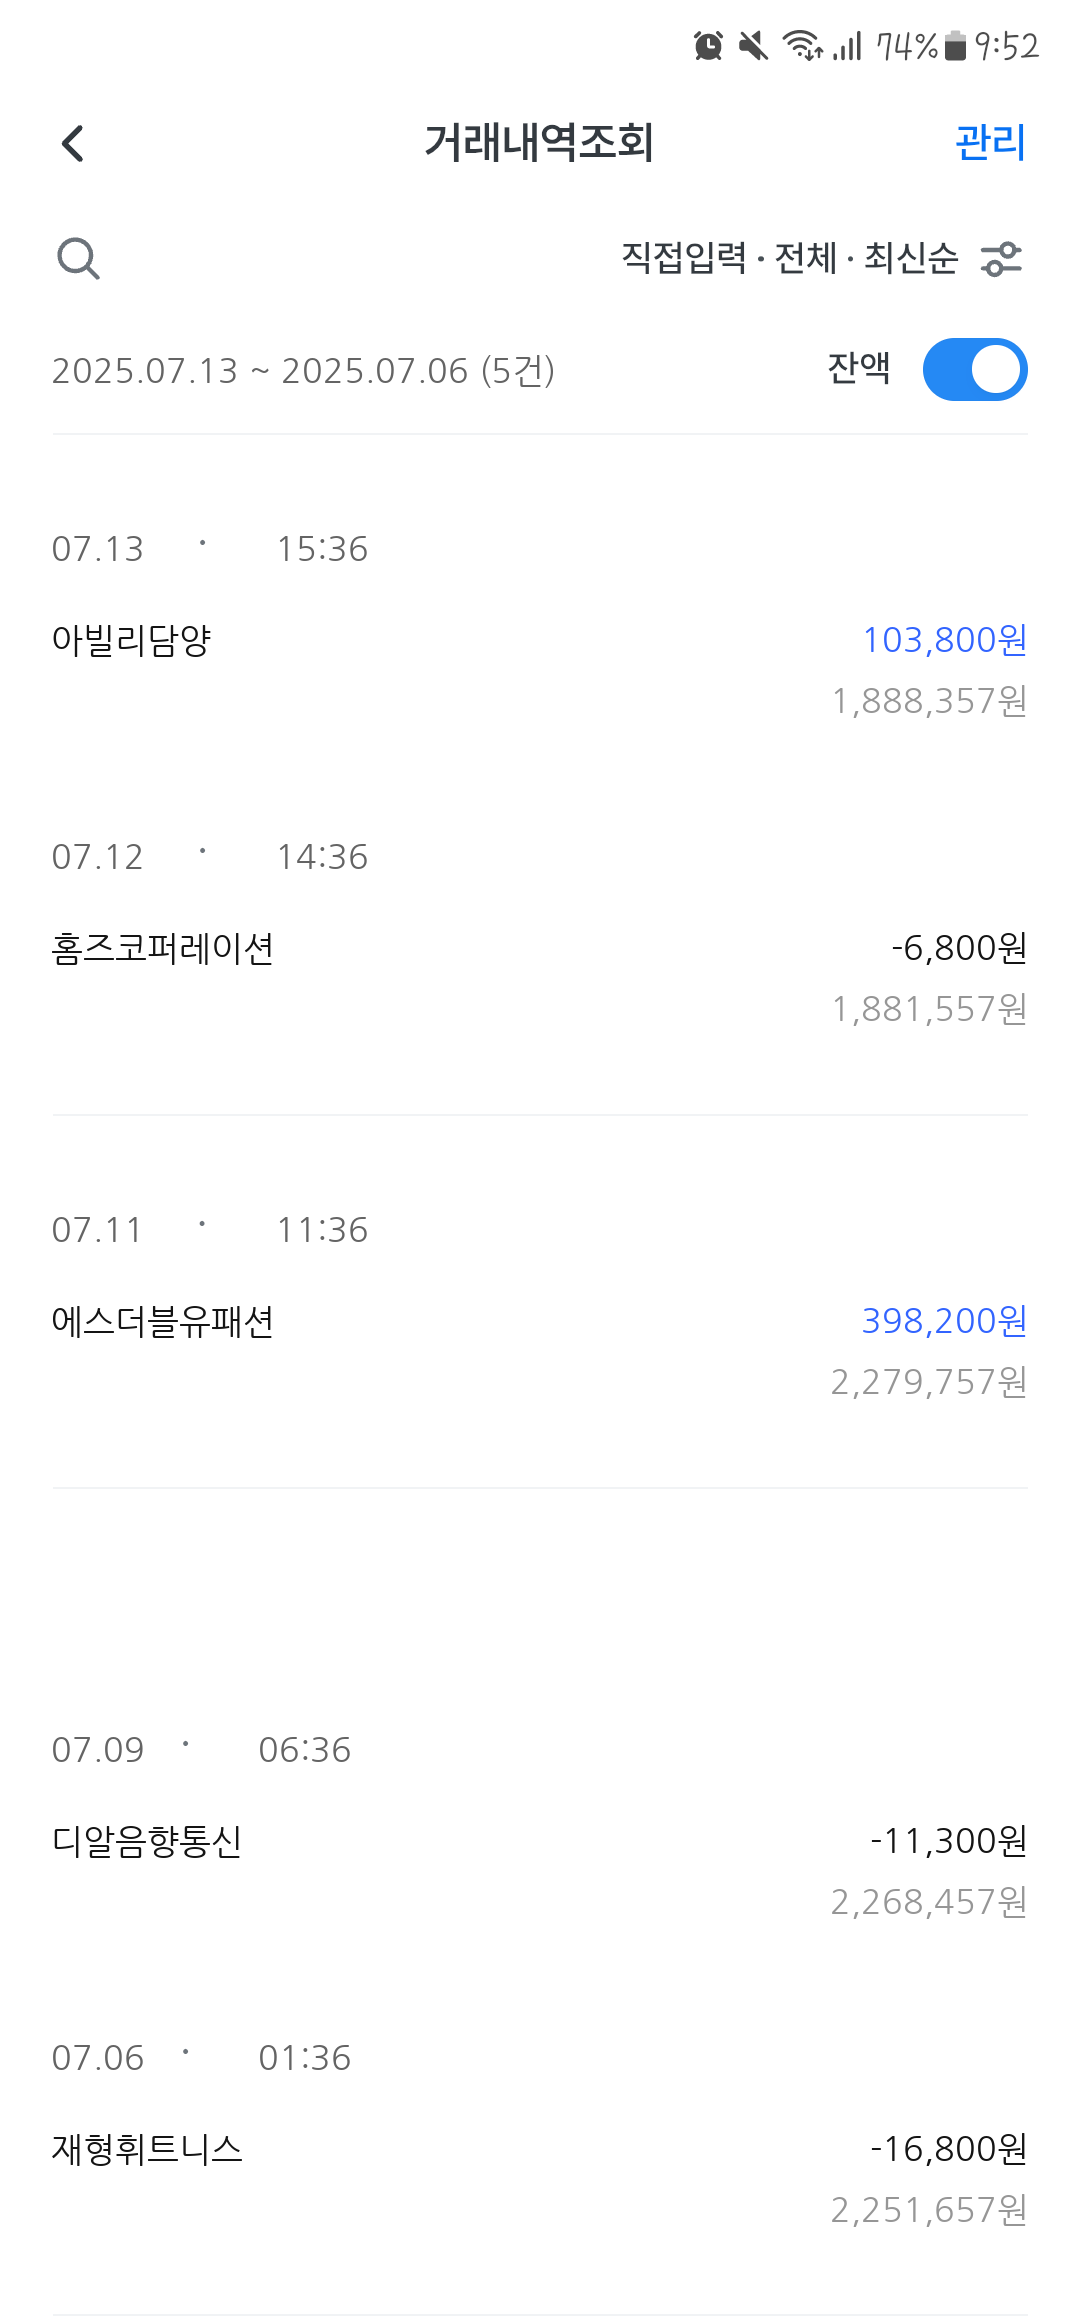 74% 9:52
거래내역조회 관리
직접입력 · 전체 · 최신순
2025.07.13 ~ 2025.07.06 (5건) 잔액
07.13 · 15:36
아빌리담양 103,800원
1,888,357원
07.12 · 14:36
홈즈코퍼레이션 -6,800원
1,881,557원
07.11 · 11:36
에스더블유패션 398,200원
2,279,757원
07.09 · 06:36
디알음향통신 -11,300원
2,268,457원
07.06 · 01:36
재형휘트니스 -16,800원
2,251,657원